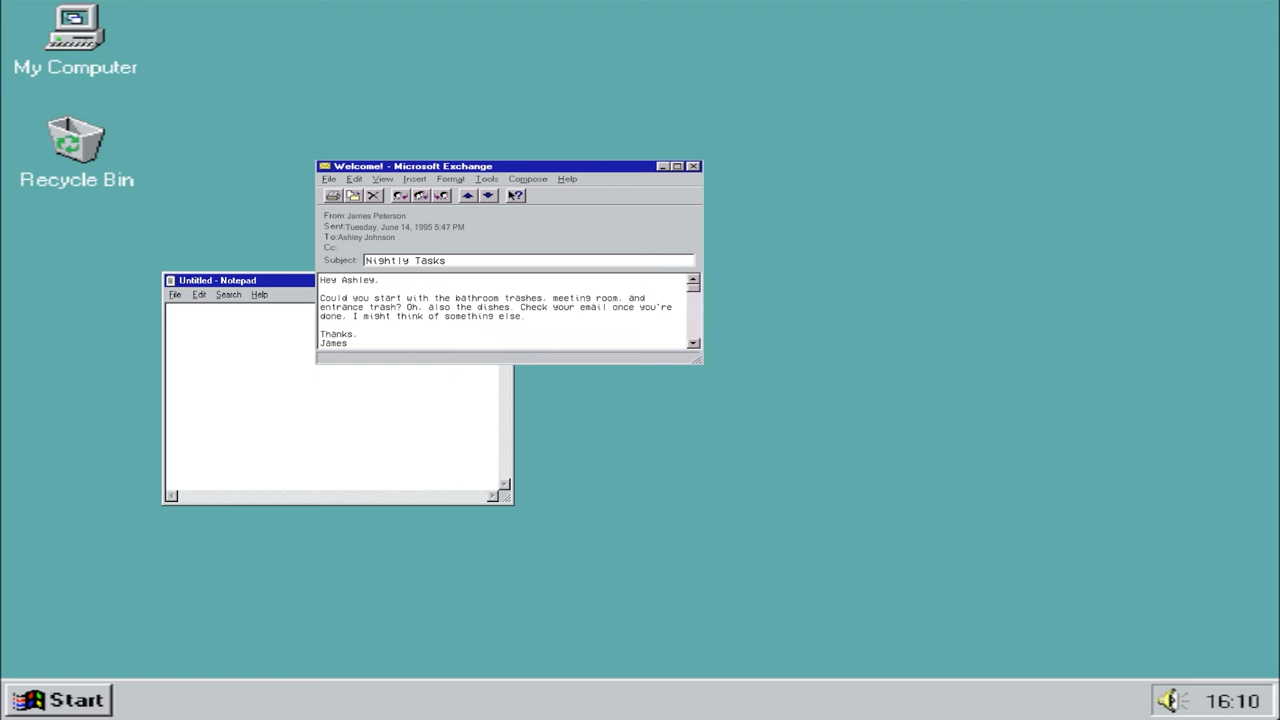 My Computer
Recycle Bin
Welcome! - Microsoft Exchange
File Edit View Insert Format Tools Compose Help
From:James Peterson
Sent:Tuesday, June 14, 1995 5:47 PM
To:Ashley Johnson
Cc:
Subject: Nightly Tasks
Hey Ashley,
Could you start with the bathroom trashes, meeting room, and
entrance trash? Oh, also the dishes. Check your email once you're
done, I might think of something else.
Thanks,
James
Untitled - Notepad
File Edit Search Help
Start
16:10